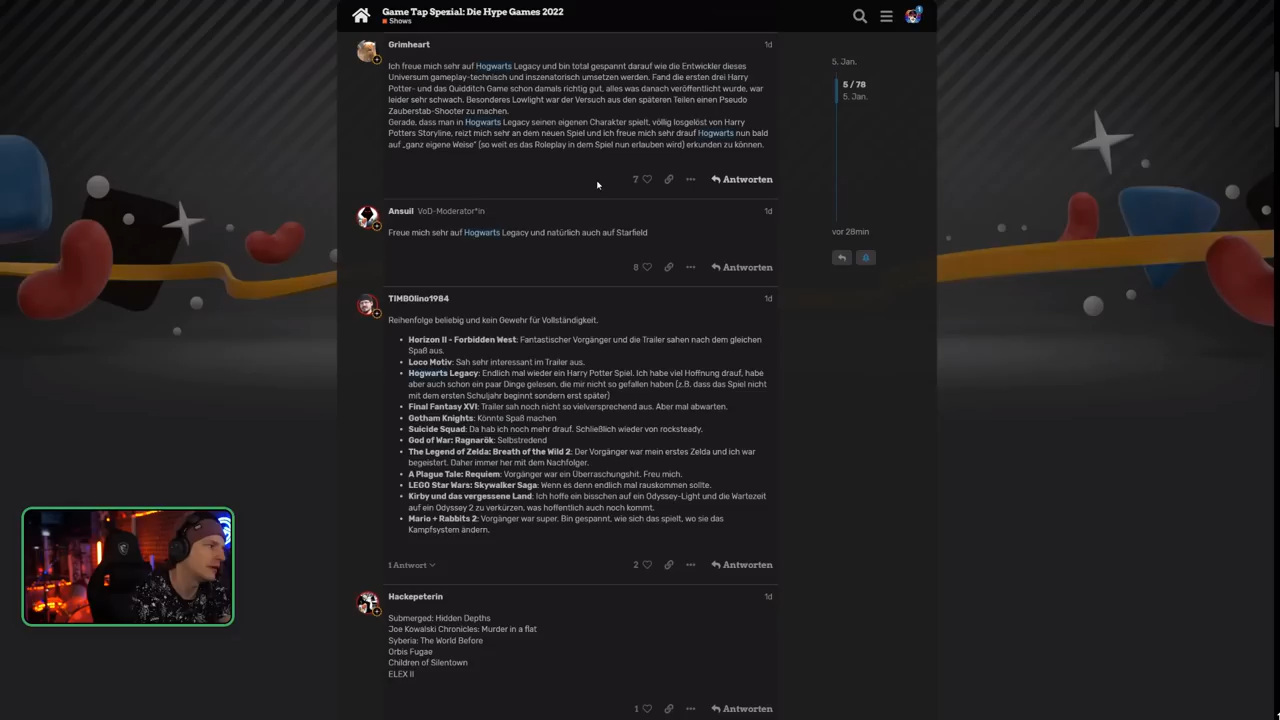 Game Tap Spezial: Die Hype Games 2022
Shows
1
Grimheart
1d
Ich freue mich sehr auf Hogwarts Legacy und bin total gespannt darauf wie die Entwickler dieses
Universum gameplay-technisch und inszenatorisch umsetzen werden. Fand die ersten drei Harry
Potter- und das Quidditch Game schon damals richtig gut, alles was danach veröffentlicht wurde, war
leider sehr schwach. Besonderes Lowlight war der Versuch aus den späteren Teilen einen Pseudo
Zauberstab-Shooter zu machen.
Gerade, dass man in Hogwarts Legacy seinen eigenen Charakter spielt, völlig losgelöst von Harry
Potters Storyline, reizt mich sehr an dem neuen Spiel und ich freue mich sehr drauf Hogwarts nun bald
auf „ganz eigene Weise" (so weit es das Roleplay in dem Spiel nun erlauben wird) erkunden zu können.
7
Antworten
5. Jan.
5 / 78
5. Jan.
vor 28min
Ansuil VoD-Moderator*in
1d
Freue mich sehr auf Hogwarts Legacy und natürlich auch auf Starfield
8
Antworten
TIMBOlino1984
1d
Reihenfolge beliebig und kein Gewehr für Vollständigkeit.
• Horizon II - Forbidden West: Fantastischer Vorgänger und die Trailer sahen nach dem gleichen
Spaß aus.
• Loco Motiv: Sah sehr interessant im Trailer aus.
• Hogwarts Legacy: Endlich mal wieder ein Harry Potter Spiel. Ich habe viel Hoffnung drauf, habe
aber auch schon ein paar Dinge gelesen, die mir nicht so gefallen haben (z.B. dass das Spiel nicht
mit dem ersten Schuljahr beginnt sondern erst später)
• Final Fantasy XVI: Trailer sah noch nicht so vielversprechend aus. Aber mal abwarten.
• Gotham Knights: Könnte Spaß machen
• Suicide Squad: Da hab ich noch mehr drauf. Schließlich wieder von rocksteady.
• God of War: Ragnarök: Selbstredend
• The Legend of Zelda: Breath of the Wild 2: Der Vorgänger war mein erstes Zelda und ich war
begeistert. Daher immer her mit dem Nachfolger.
• A Plague Tale: Requiem: Vorgänger war ein Überraschungshit. Freu mich.
• LEGO Star Wars: Skywalker Saga: Wenn es denn endlich mal rauskommen sollte.
• Kirby und das vergessene Land: Ich hoffe ein bisschen auf ein Odyssey-Light und die Wartezeit
auf ein Odyssey 2 zu verkürzen, was hoffentlich auch noch kommt.
• Mario + Rabbits 2: Vorgänger war super. Bin gespannt, wie sich das spielt, wo sie das
Kampfsystem ändern.
1 Antwort
2
Antworten
Hackepeterin
1d
Submerged: Hidden Depths
Joe Kowalski Chronicles: Murder in a flat
Syberia: The World Before
Orbis Fugae
Children of Silentown
ELEX II
1
Antworten